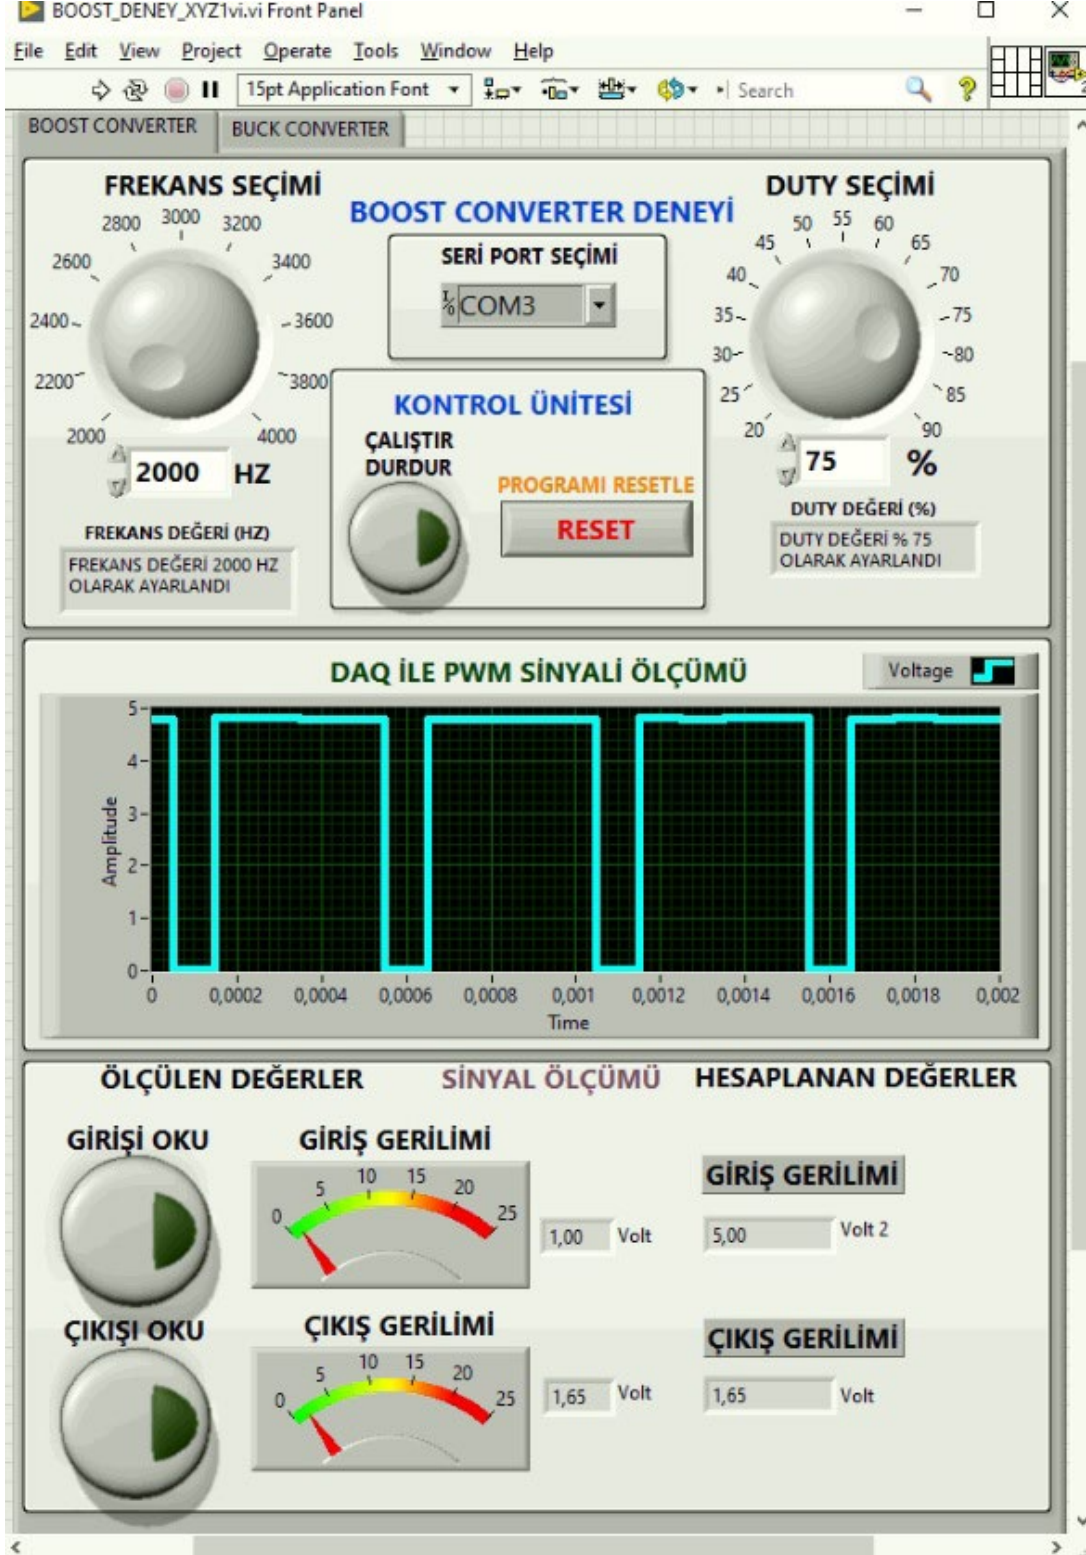 BOOST_DENEY_XYZ1vi.vi Front Panel
File Edit View Project Operate Tools Window Help
15pt Application Font Search
BOOST CONVERTER BUCK CONVERTER
FREKANS SEÇİMİ
2000 2200 2400 2600 2800 3000 3200 3400 3600 3800 4000
2000 HZ
FREKANS DEĞERİ (HZ)
FREKANS DEĞERİ 2000 HZ
OLARAK AYARLANDI
BOOST CONVERTER DENEYİ
SERİ PORT SEÇİMİ
COM3
KONTROL ÜNİTESİ
ÇALIŞTIR
DURDUR
PROGRAMI RESETLE
RESET
DUTY SEÇİMİ
20 25 30 35 40 45 50 55 60 65 70 75 80 85 90
75 %
DUTY DEĞERİ (%)
DUTY DEĞERİ % 75
OLARAK AYARLANDI
DAQ İLE PWM SİNYALİ ÖLÇÜMÜ
Voltage
Amplitude
5
4
3
2
1
0
0 0,0002 0,0004 0,0006 0,0008 0,001 0,0012 0,0014 0,0016 0,0018 0,002
Time
ÖLÇÜLEN DEĞERLER SİNYAL ÖLÇÜMÜ HESAPLANAN DEĞERLER
GİRİŞİ OKU GİRİŞ GERİLİMİ
0 5 10 15 20 25
1,00 Volt
GİRİŞ GERİLİMİ
5,00 Volt 2
ÇIKIŞI OKU ÇIKIŞ GERİLİMİ
0 5 10 15 20 25
1,65 Volt
ÇIKIŞ GERİLİMİ
1,65 Volt